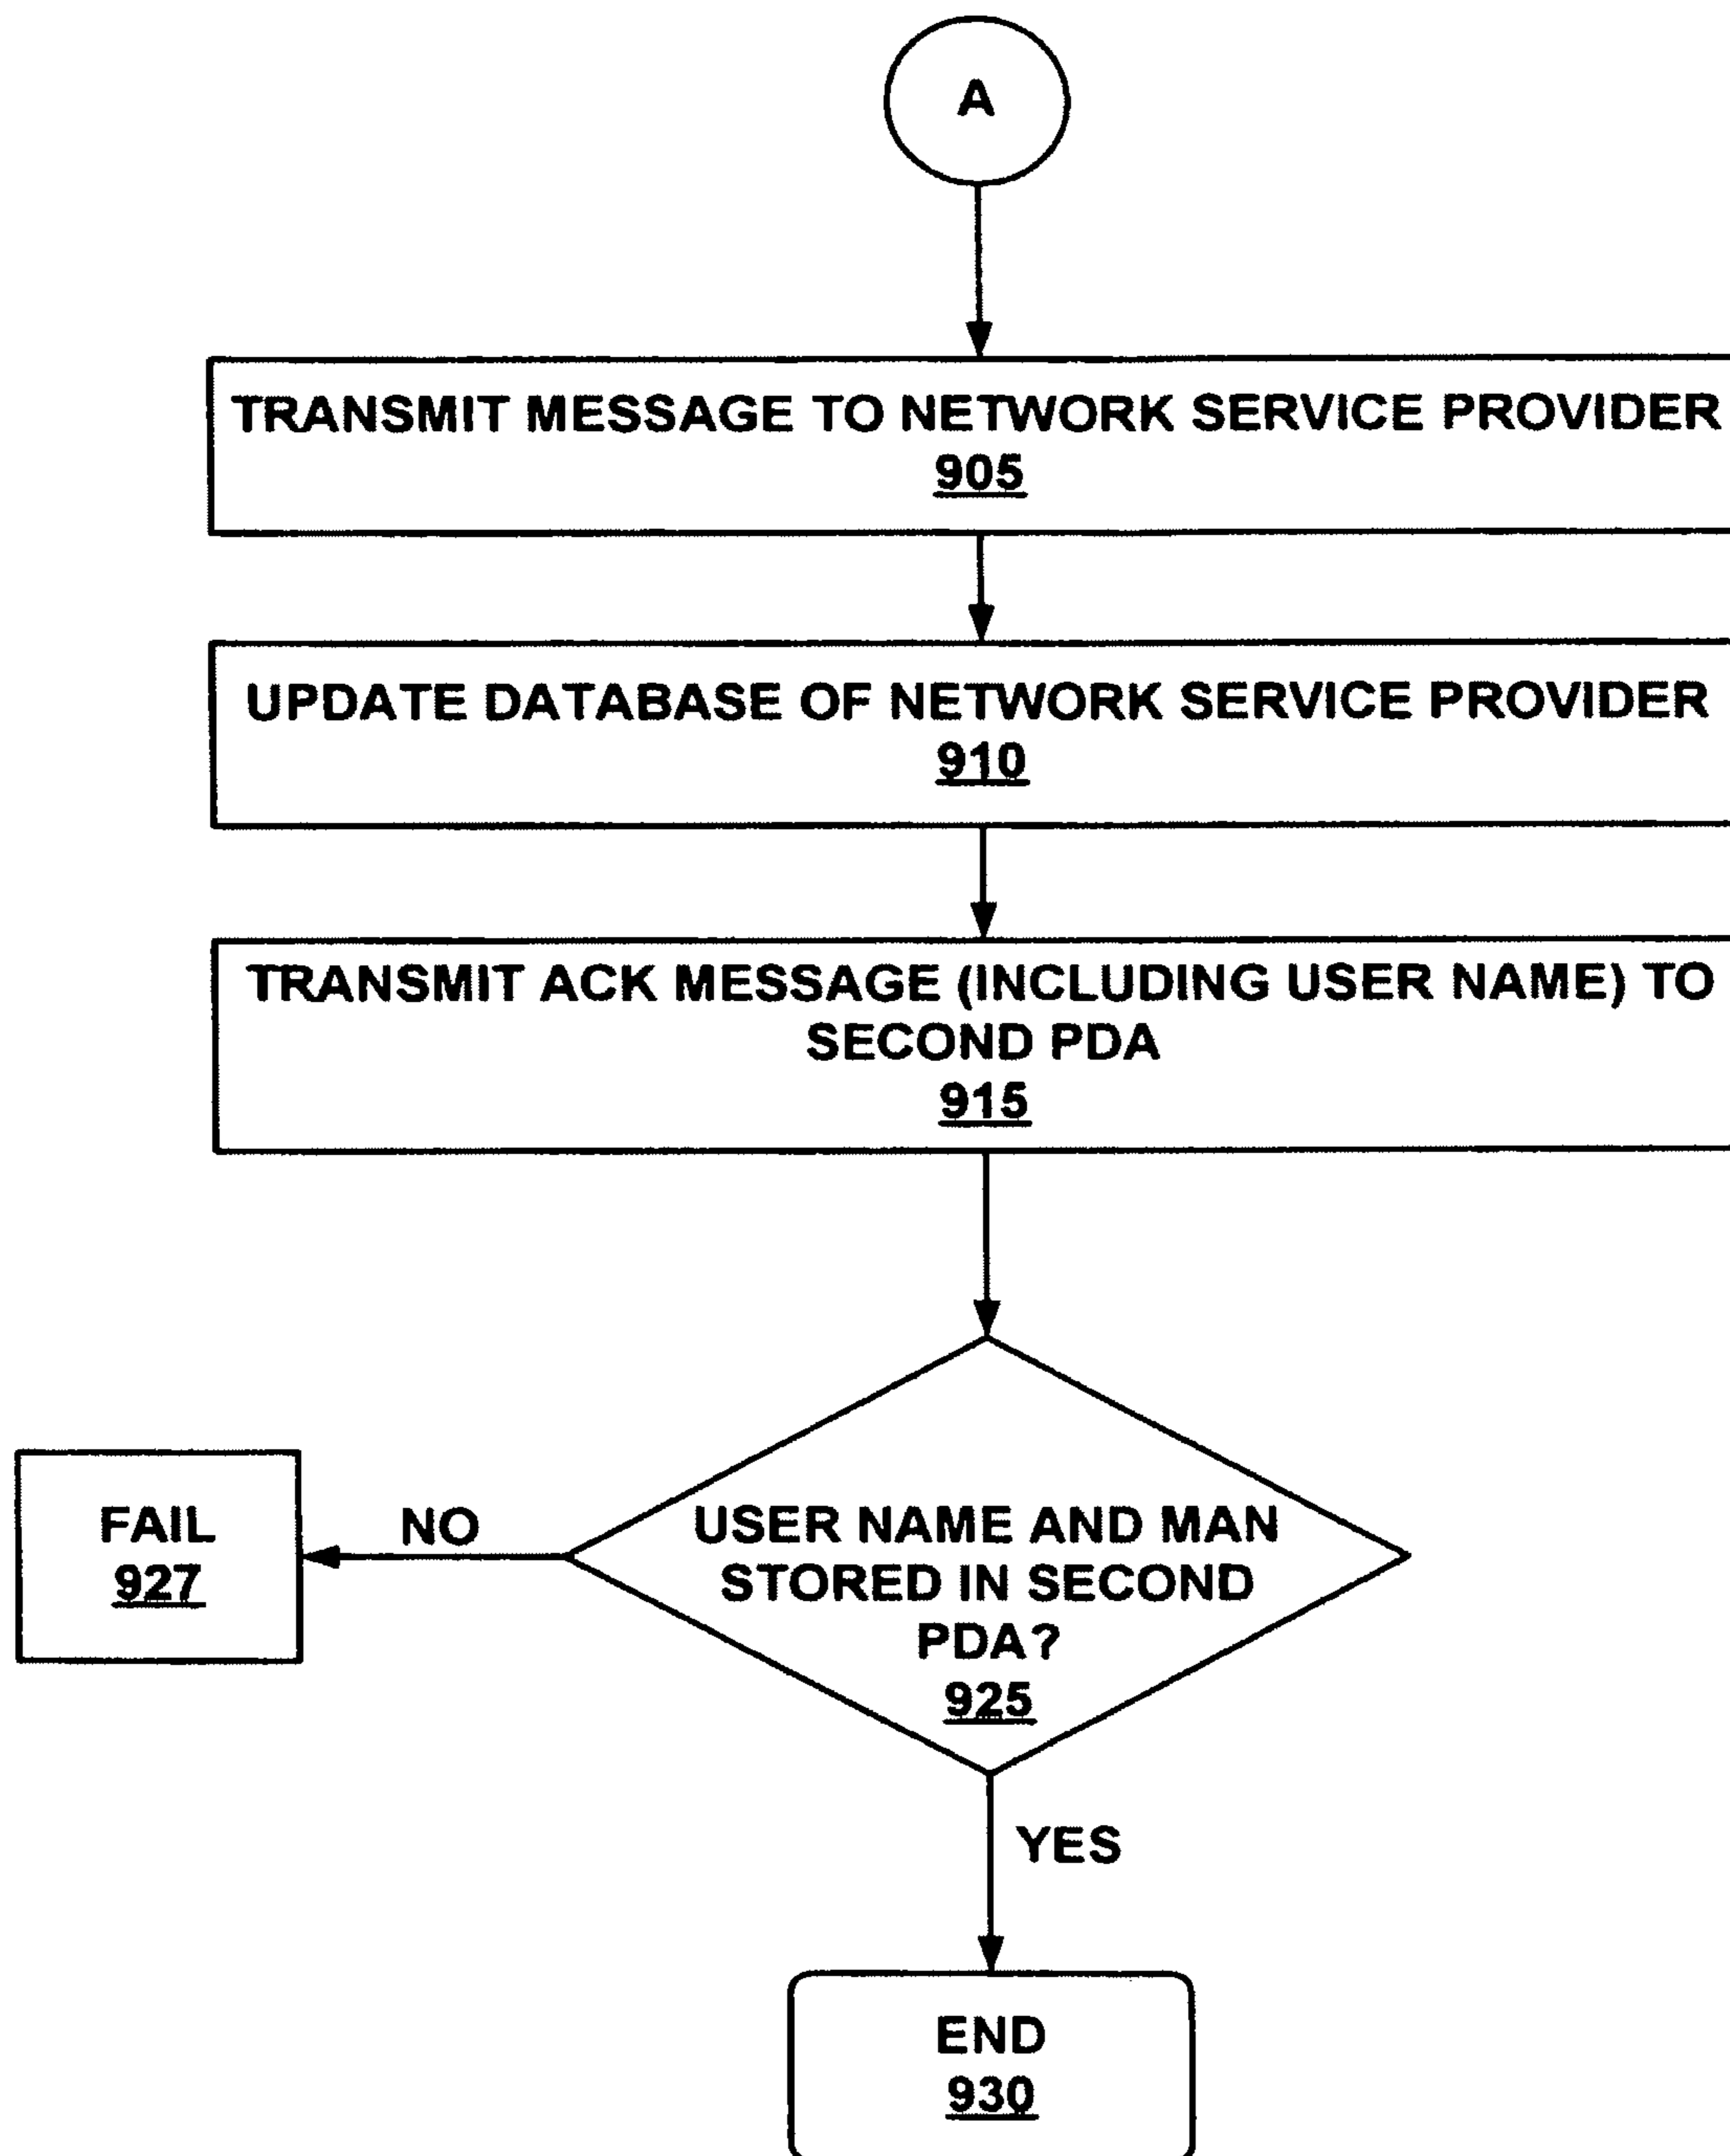 A
TRANSMIT MESSAGE TO NETWORK SERVICE PROVIDER
905
UPDATE DATABASE OF NETWORK SERVICE PROVIDER
910
TRANSMIT ACK MESSAGE (INCLUDING USER NAME) TO
SECOND PDA
915
USER NAME AND MAN
STORED IN SECOND
PDA?
925
NO
FAIL
927
YES
END
930